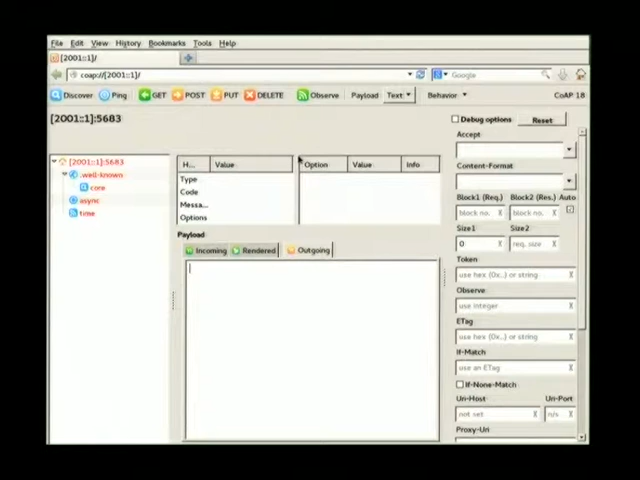 File Edit View History Bookmarks Tools Help
[2001::1]/
coap://[2001::1]/ Google
Discover Ping GET POST PUT DELETE Observe Payload Text Behavior CoAP 18
[2001::1]:5683
Debug options Reset
Accept
[2001::1]:5683
.well-known
core
async
time
H... Value
Type
Code
Messa...
Options
Option Value Info
Payload
Incoming Rendered Outgoing
Content-Format
Block1 (Req.) Block2 (Res.) Auto
block no. X block no. X
Size1 Size2
0 X req. size X
Token
use hex (0x..) or string X
Observe
use integer X
ETag
use hex (0x..) or string X
If-Match
use an ETag X
If-None-Match
Uri-Host Uri-Port
not set X n/s X
Proxy-Uri